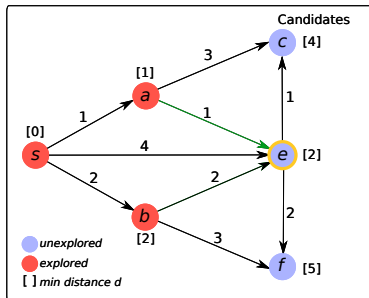 Candidates
c [4]
3
[1]
a
1
1
1
[0]
s
4
e [2]
2
2
2
b
[2]
3
f [5]
unexplored
explored
[ ] min distance d